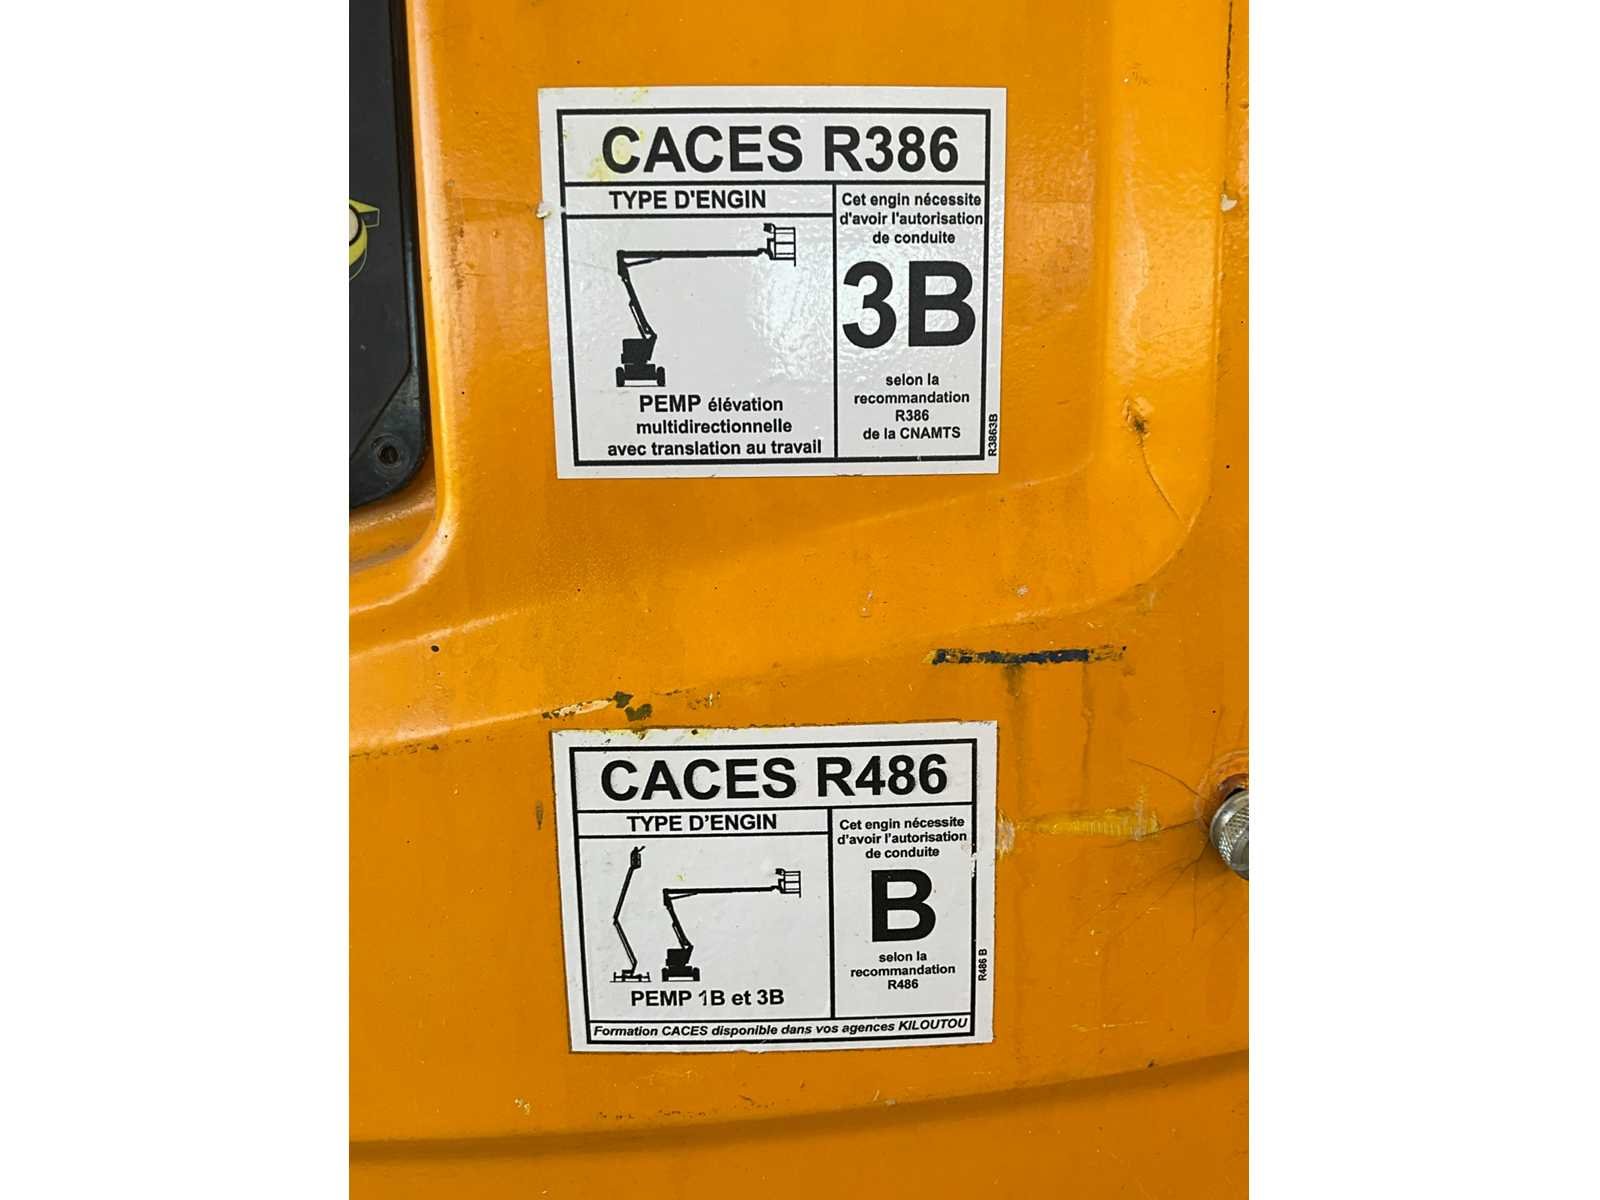 CACES R386
TYPE D'ENGIN
PEMP élévation
multidirectionnelle
avec translation au travail
Cet engin nécessite
d'avoir l'autorisation
de conduite
3B
selon la
recommandation
R386
de la CNAMTS
R3863B
CACES R486
TYPE D'ENGIN
PEMP 1B et 3B
Cet engin nécessite
d'avoir l'autorisation
de conduite
B
selon la
recommandation
R486
R486 B
Formation CACES disponible dans vos agences KILOUTOU